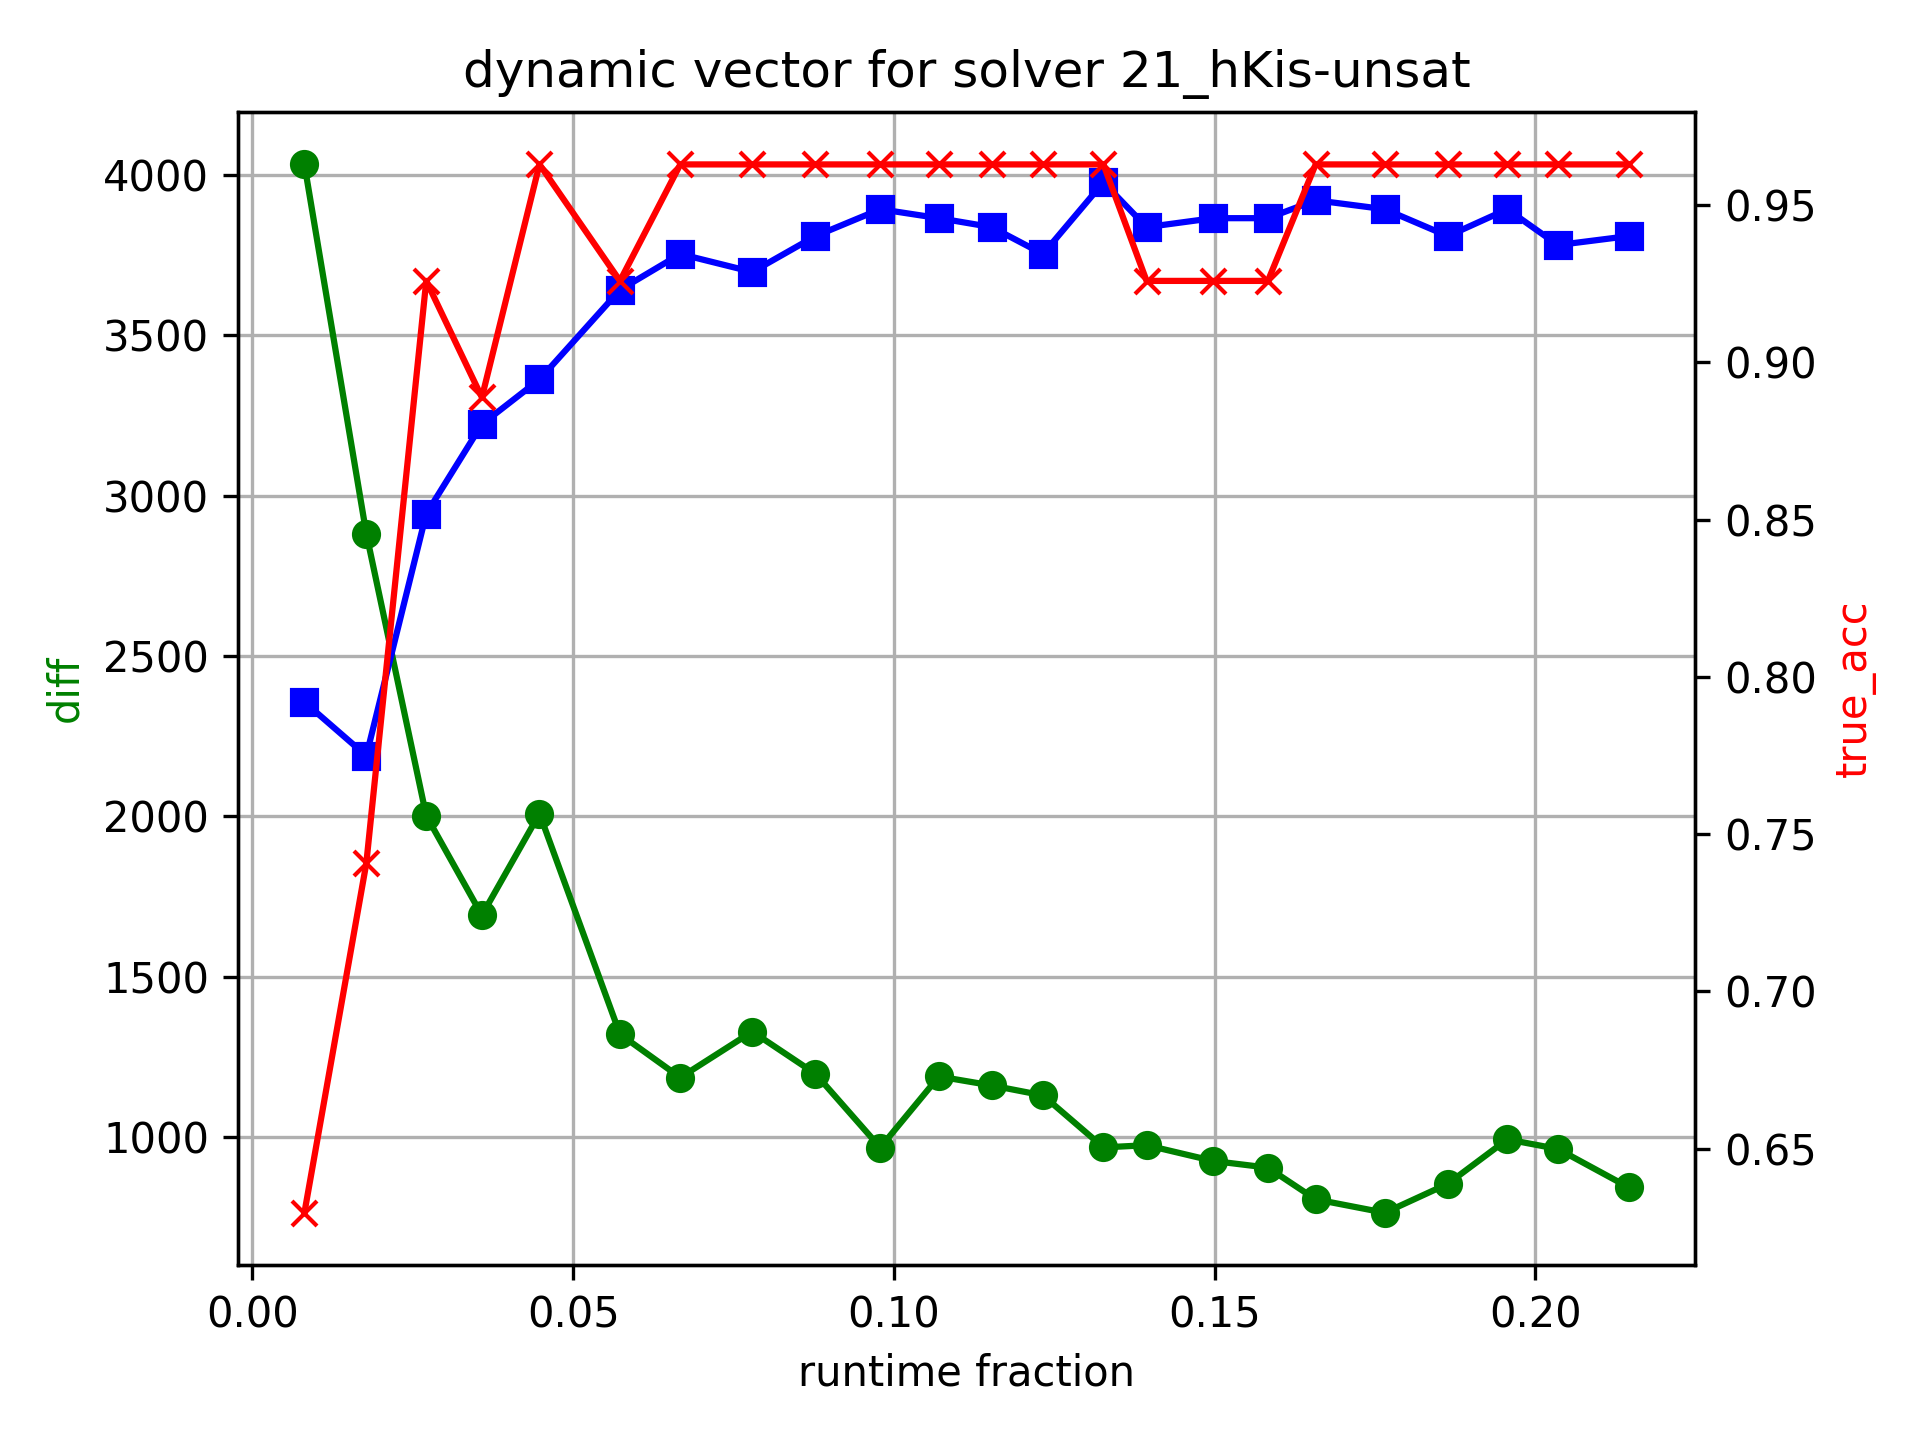 dynamic vector for solver 21_hKis-unsat
4000
3500
3000
2500
2000
1500
1000
diff
0.95
0.90
0.85
0.80
0.75
0.70
0.65
true_acc
0.00 0.05 0.10 0.15 0.20
runtime fraction